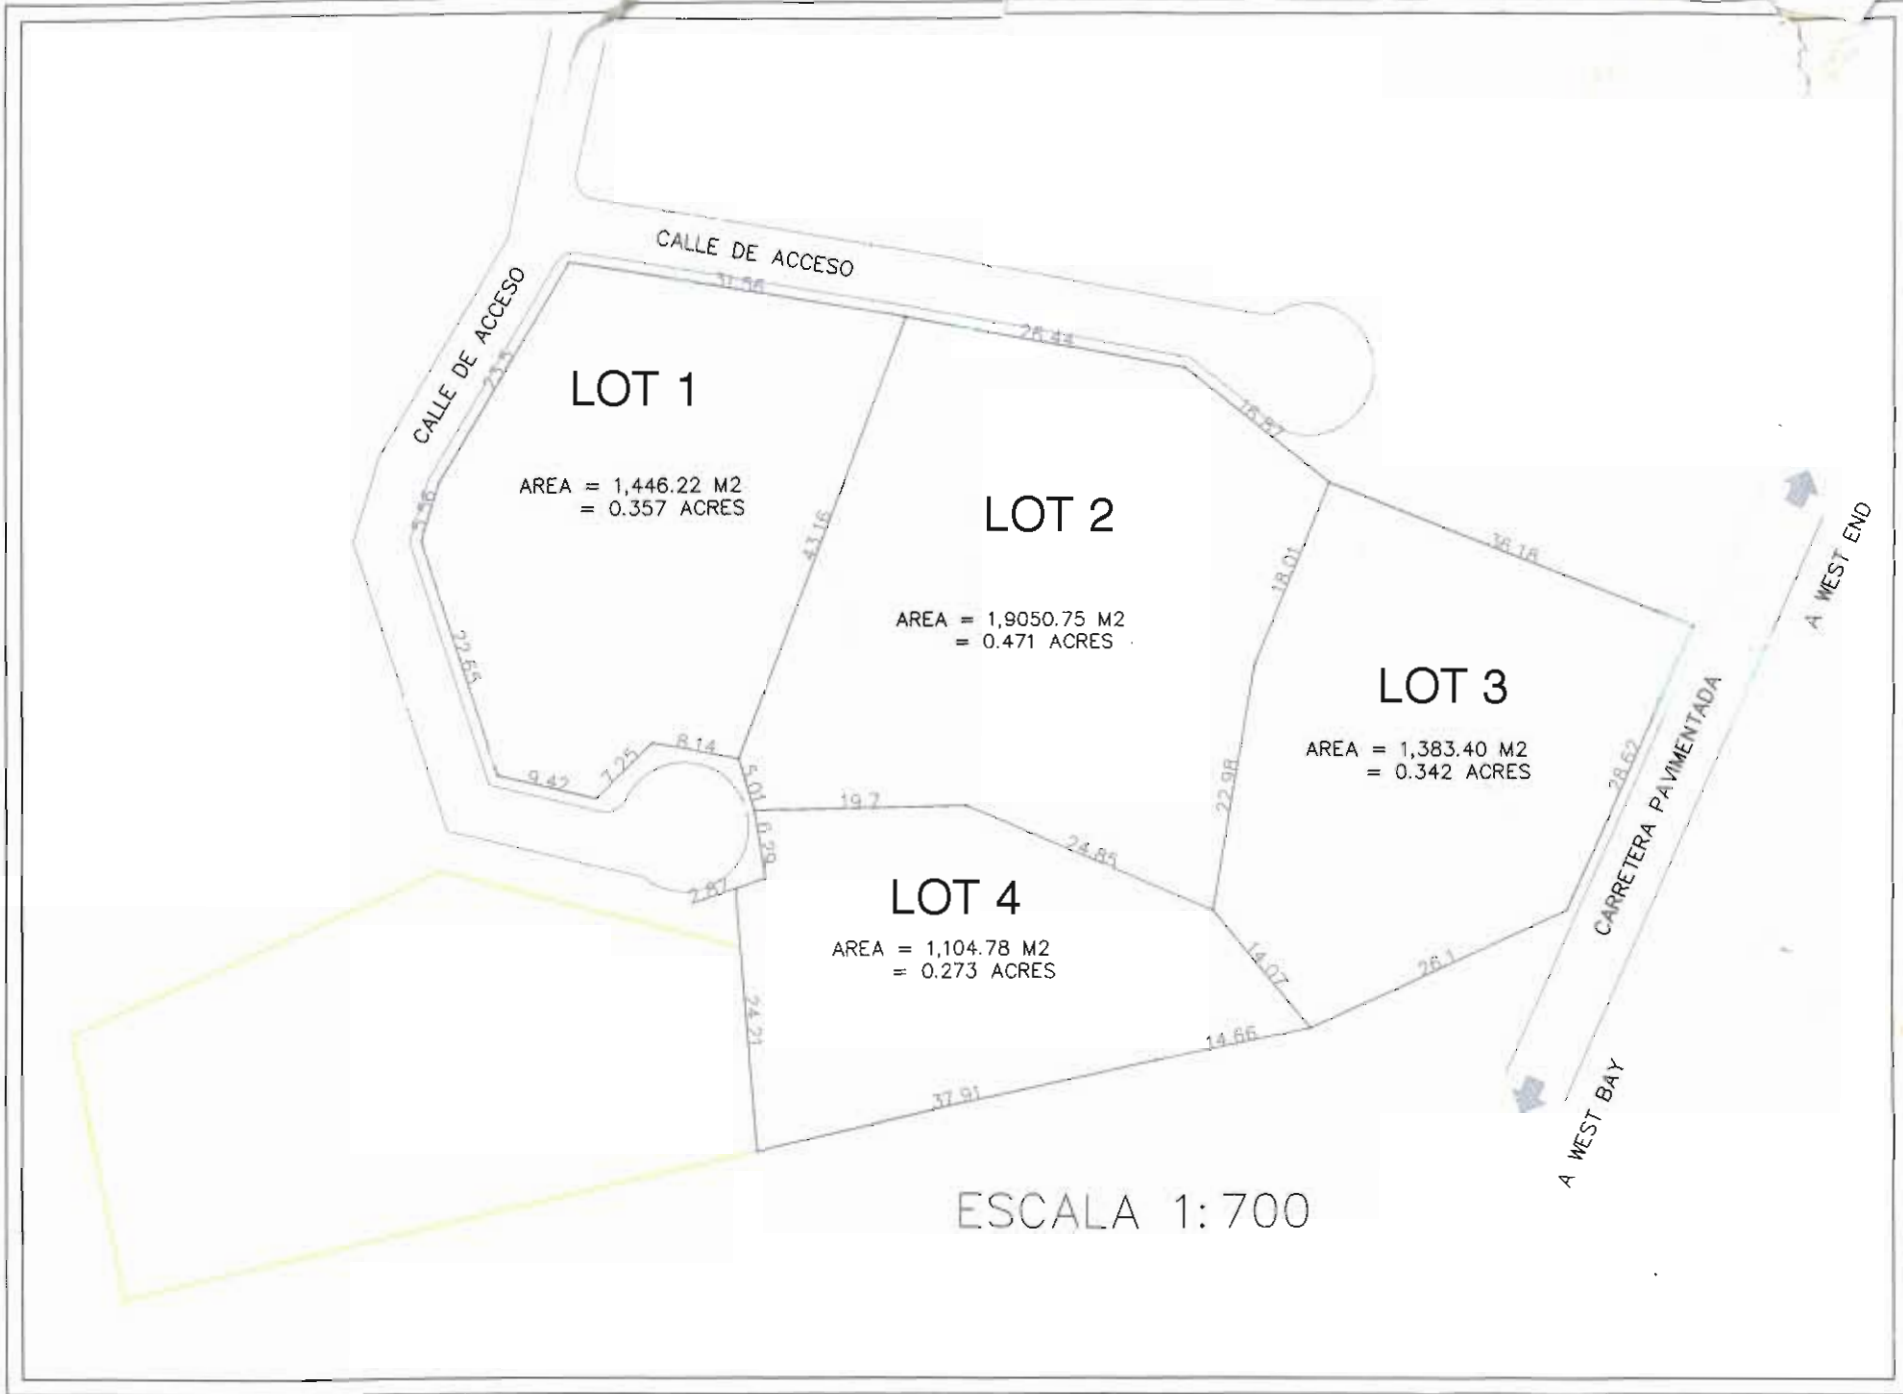 CALLE DE ACCESO
31.56
CALLE DE ACCESO
23.5
26.44
LOT 1
16.87
AREA = 1,446.22 M2
= 0.357 ACRES
5.56
43.16
LOT 2
36.18
18.01
A WEST END
AREA = 1,9050.75 M2
= 0.471 ACRES
22.65
LOT 3
AREA = 1,383.40 M2
= 0.342 ACRES
28.62
CARRETERA PAVIMENTADA
8.14
7.25
9.42
5.01
19.7
22.98
6.29
24.85
2.87
LOT 4
AREA = 1,104.78 M2
= 0.273 ACRES
14.07
26.1
24.21
14.66
37.91
A WEST BAY
ESCALA 1:700